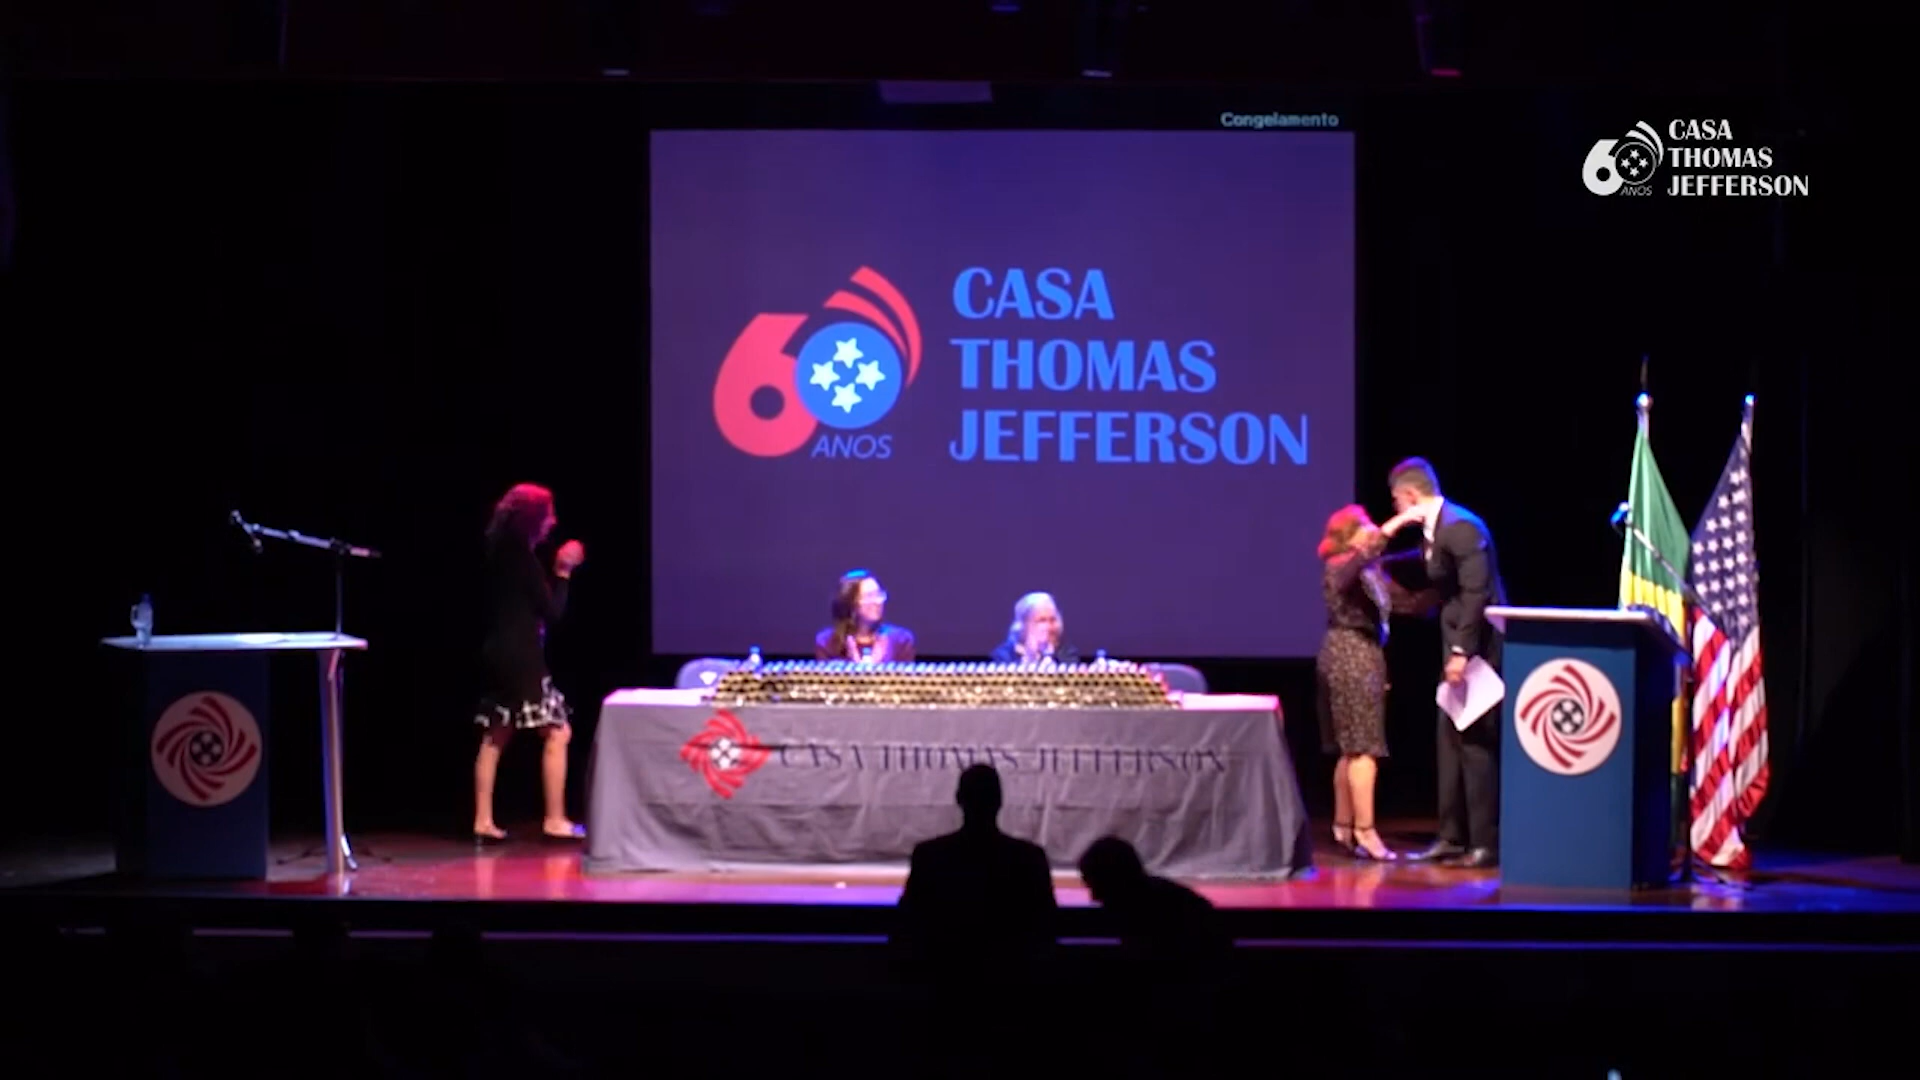 Congelamento
60
ANOS
CASA
THOMAS
JEFFERSON
60
ANOS
CASA
THOMAS
JEFFERSON
CASA THOMAS JEFFERSON